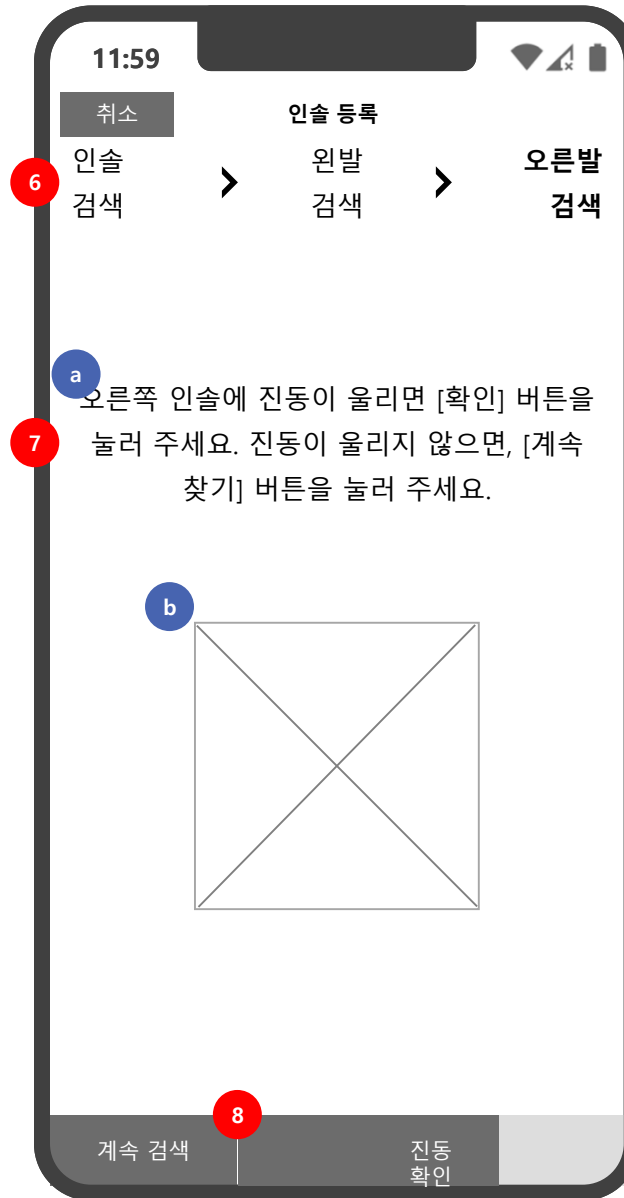 11:59
취소
인솔 등록
6
인솔
검색
왼발
검색
오른발
검색
a
오른쪽 인솔에 진동이 울리면 [확인] 버튼을
7
눌러 주세요. 진동이 울리지 않으면, [계속
찾기] 버튼을 눌러 주세요.
b
8
계속 검색
진동
확인